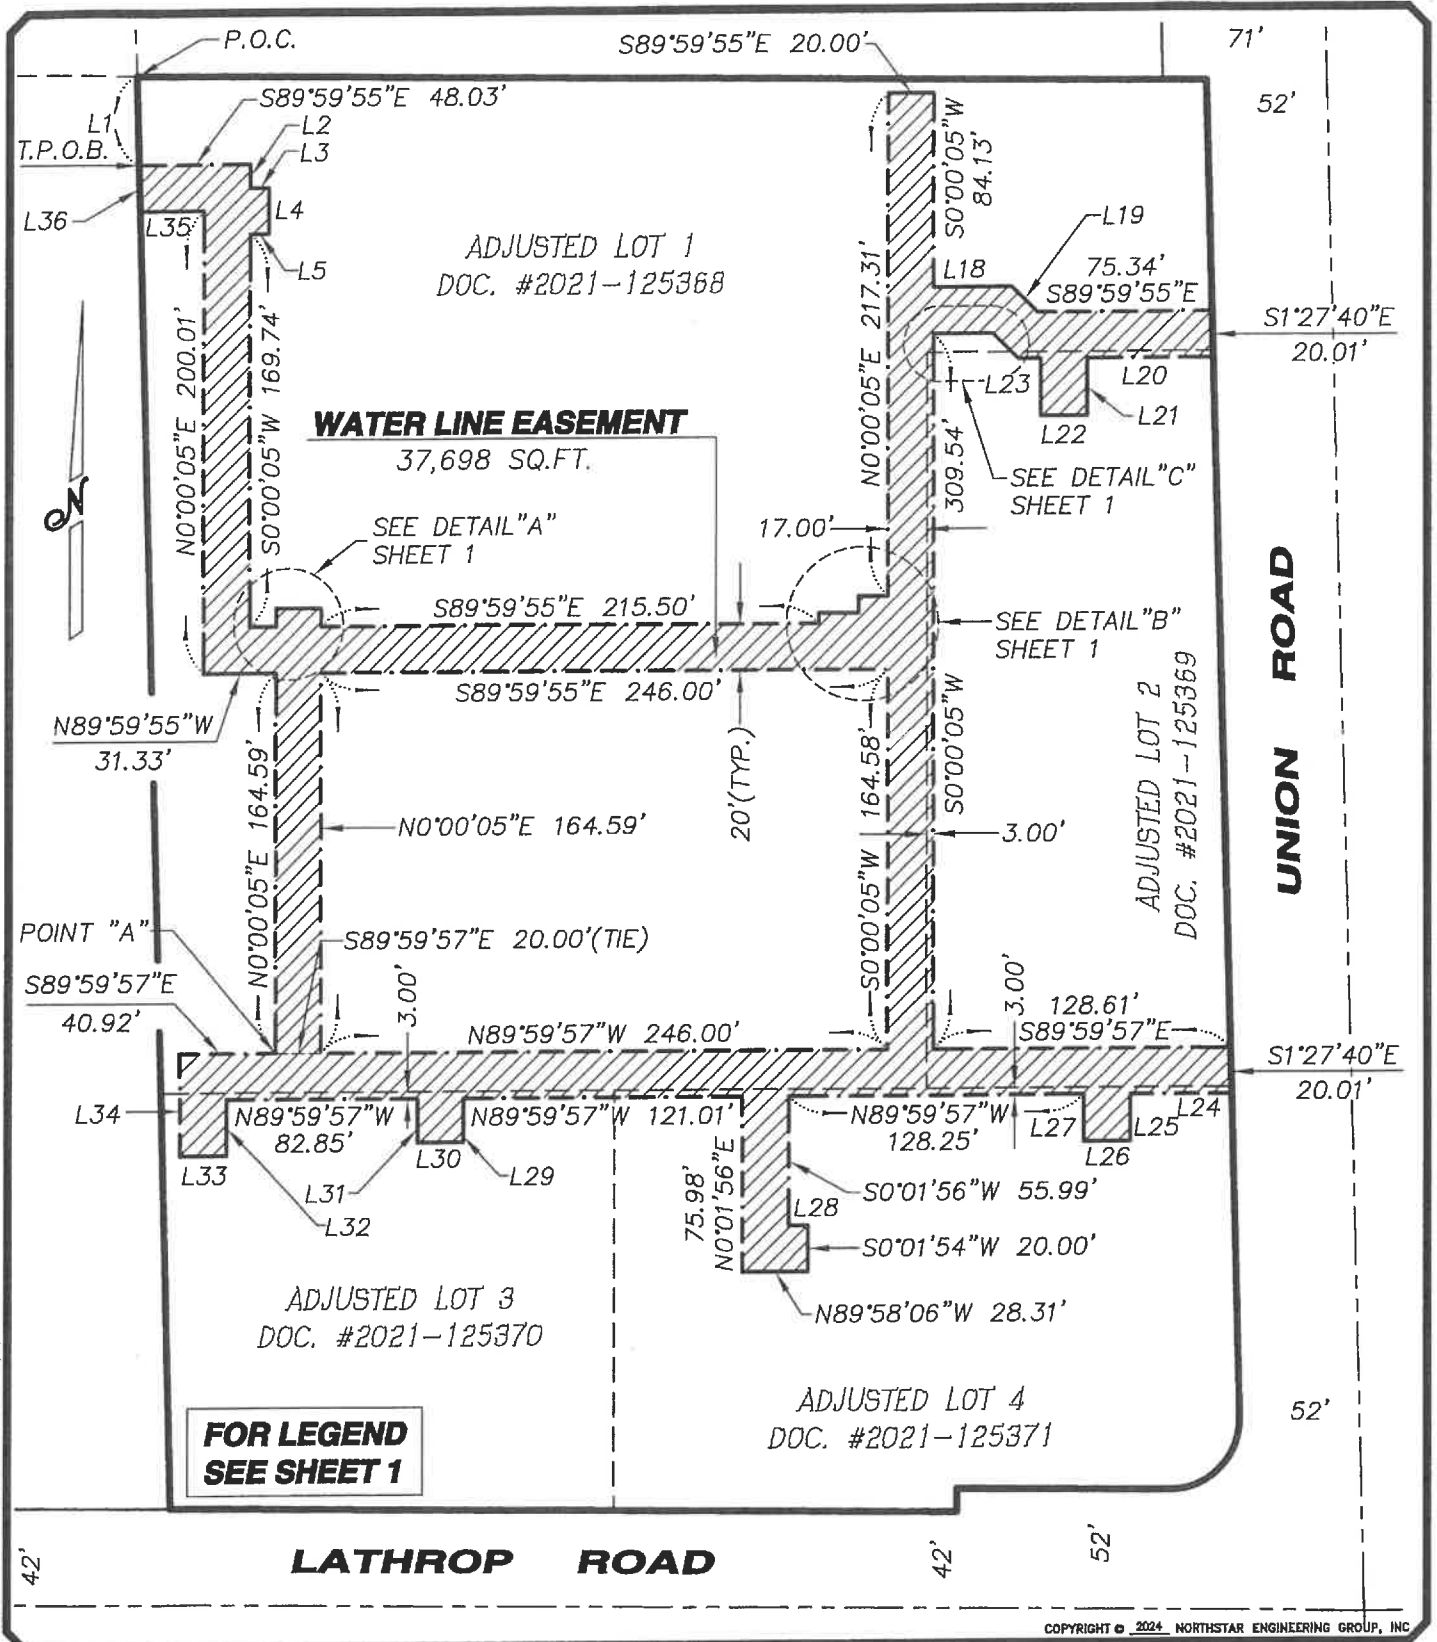 P.O.C.
S89°59'55"E 20.00'
71'
S89°59'55"E 48.03'
52'
L1
L2
T.P.O.B.
L3
S0°00'05"W
84.13'
L36
L35
L4
L19
L5
ADJUSTED LOT 1
DOC. #2021-125368
L18
75.34'
S89°59'55"E
S1°27'40"E
20.01'
N0°00'05"E 200.01'
S0°00'05"W 169.74'
N0°00'05"E 217.31'
L23
L20
L21
L22
WATER LINE EASEMENT
37,698 SQ.FT.
309.54'
S0°00'05"W
SEE DETAIL"C"
SHEET 1
N
SEE DETAIL"A"
SHEET 1
17.00'
S89°59'55"E 215.50'
SEE DETAIL"B"
SHEET 1
S89°59'55"E 246.00'
UNION ROAD
ADJUSTED LOT 2
DOC. #2021-125369
N89°59'55"W
31.33'
N0°00'05"E 164.59'
20'(TYP.)
S0°00'05"W 164.58'
N0°00'05"E 164.59'
3.00'
POINT "A"
S89°59'57"E 20.00'(TIE)
S89°59'57"E
40.92'
3.00'
3.00'
128.61'
S89°59'57"E
N89°59'57"W 246.00'
S1°27'40"E
20.01'
L34
N89°59'57"W
82.85'
N89°59'57"W 121.01'
N89°59'57"W
128.25'
L27
L25
L24
L33
L30
L26
L31
L29
75.98'
N0°01'56"E
S0°01'56"W 55.99'
L32
L28
S0°01'54"W 20.00'
N89°58'06"W 28.31'
ADJUSTED LOT 3
DOC. #2021-125370
ADJUSTED LOT 4
DOC. #2021-125371
52'
FOR LEGEND
SEE SHEET 1
42'
LATHROP ROAD
42'
52'
COPYRIGHT © 2024 NORTHSTAR ENGINEERING GROUP, INC